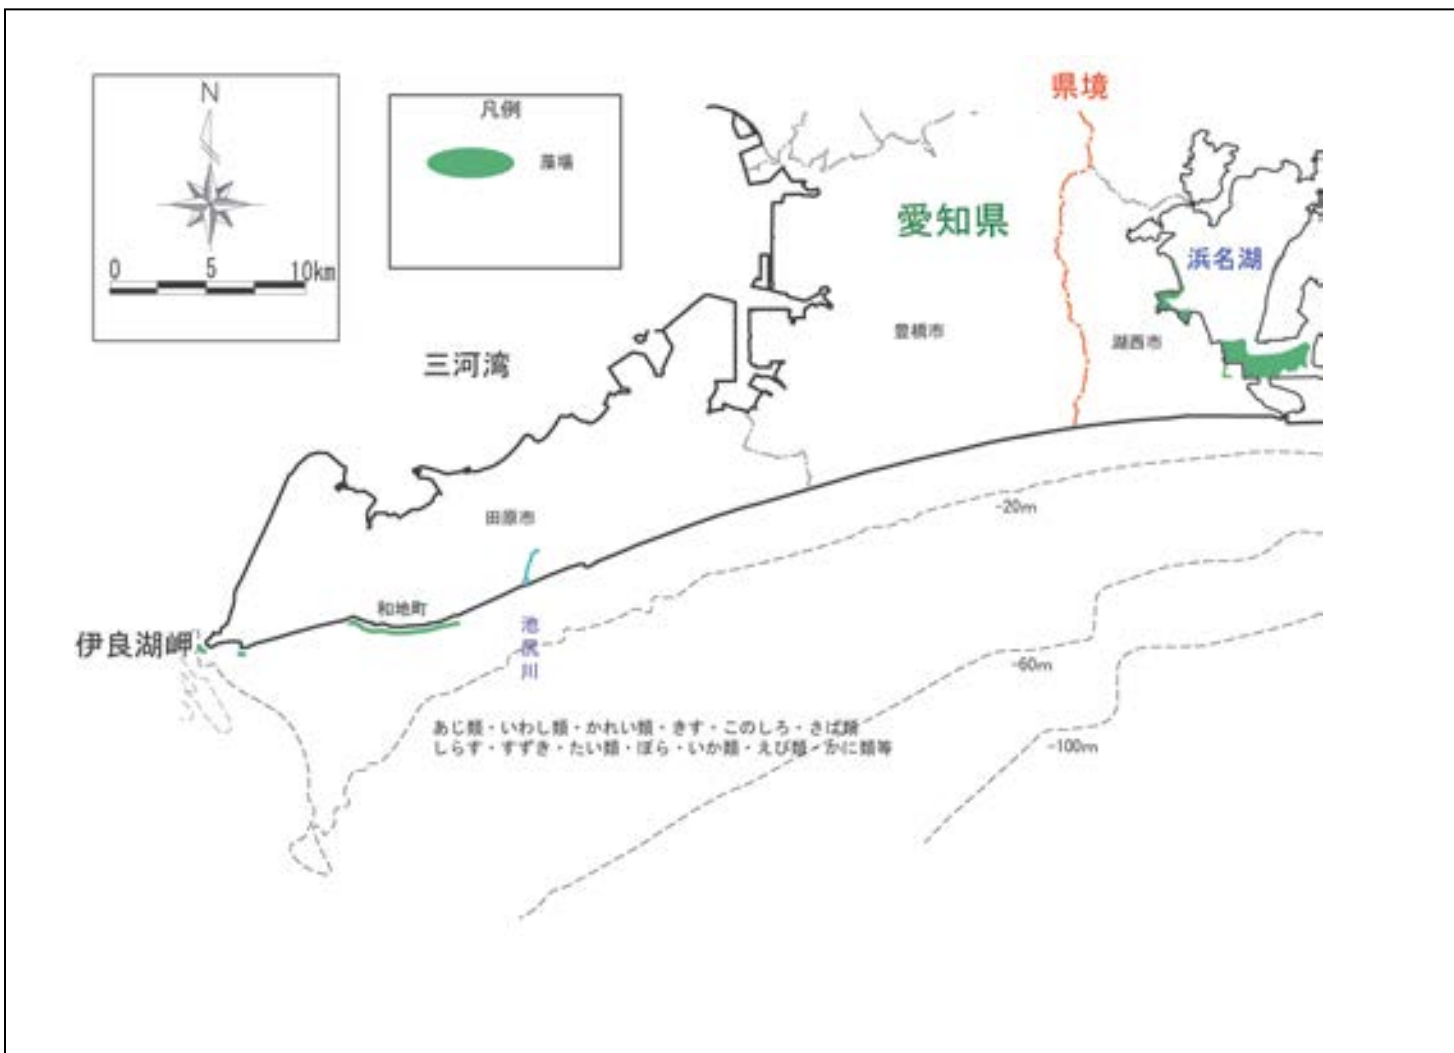 県境
N
凡例
藻場
愛知県
0 5 10km
浜名湖
三河湾
豊橋市
湖西市
-20m
田原市
和地町
伊良湖岬
池尻川
-60m
あじ類・いわし類・かれい類・きす・このしろ・さば類
しらす・すずき・たい類・ぼら・いか類・えび類・かに類等
-100m